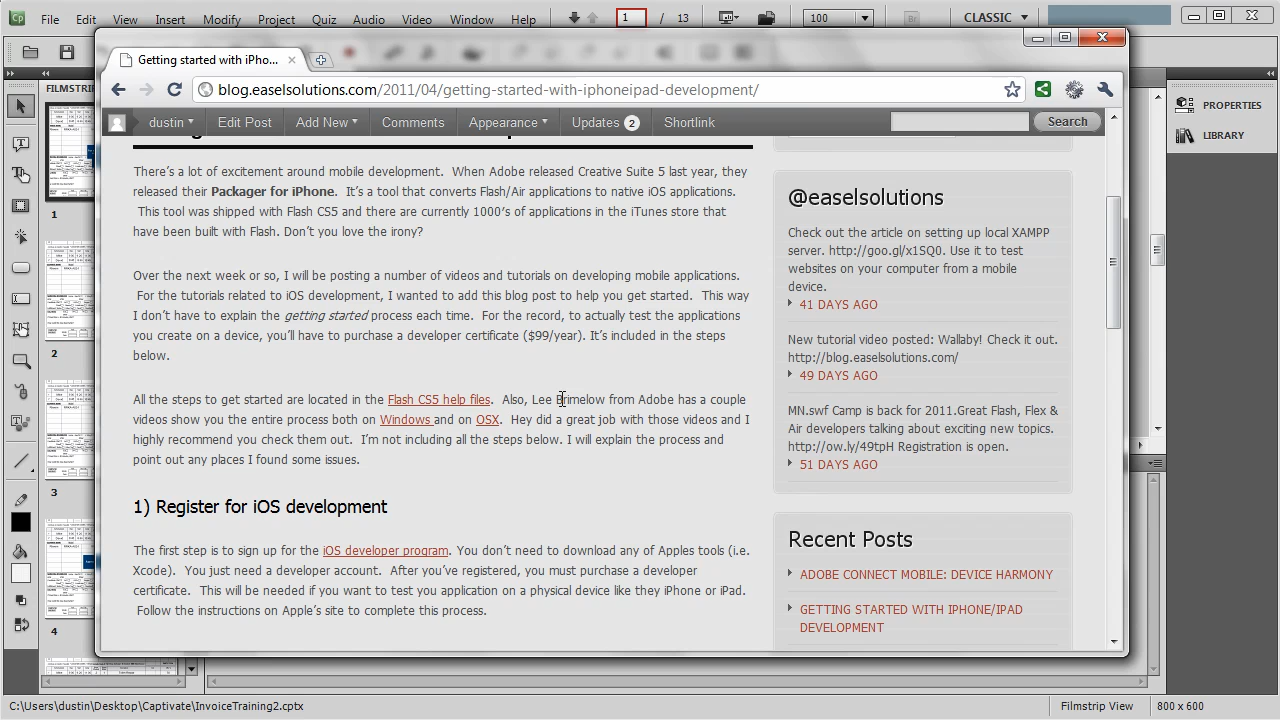 File Edit View Insert Modify Project Quiz Audio Video Window Help 1 / 13 100 Br CLASSIC
Getting started with iPho...
blog.easelsolutions.com/2011/04/getting-started-with-iphoneipad-development/
dustin Edit Post Add New Comments Appearance Updates 2 Shortlink Search
FILMSTRIP
1
2
3
4
There's a lot of excitement around mobile development. When Adobe released Creative Suite 5 last year, they
released their Packager for iPhone. It's a tool that converts Flash/Air applications to native iOS applications.
This tool was shipped with Flash CS5 and there are currently 1000's of applications in the iTunes store that
have been built with Flash. Don't you love the irony?
Over the next week or so, I will be posting a number of videos and tutorials on developing mobile applications.
For the tutorials related to iOS development, I wanted to add this blog post to help you get started. This way
I don't have to explain the getting started process each time. For the record, to actually test the applications
you create on a device, you'll have to purchase a developer certificate ($99/year). It's included in the steps
below.
All the steps to get started are located in the Flash CS5 help files. Also, Lee Brimelow from Adobe has a couple
videos show you the entire process both on Windows and on OSX. Hey did a great job with those videos and I
highly recommend you check them out. I'm not including all the steps below. I will explain the process and
point out any places I found some issues.
1) Register for iOS development
The first step is to sign up for the iOS developer program. You don't need to download any of Apples tools (i.e.
Xcode). You just need a developer account. After you've registered, you must purchase a developer
certificate. This will be needed if you want to test you application on a physical device like they iPhone or iPad.
Follow the instructions on Apple's site to complete this process.
@easelsolutions
Check out the article on setting up local XAMPP
server. http://goo.gl/x1SQ9. Use it to test
websites on your computer from a mobile
device.
41 DAYS AGO
New tutorial video posted: Wallaby! Check it out.
http://blog.easelsolutions.com/
49 DAYS AGO
MN.swf Camp is back for 2011.Great Flash, Flex &
Air developers talking about exciting new topics.
http://ow.ly/49tpH Registration is open.
51 DAYS AGO
Recent Posts
ADOBE CONNECT MOBILE: DEVICE HARMONY
GETTING STARTED WITH IPHONE/IPAD
DEVELOPMENT
PROPERTIES
LIBRARY
C:\Users\dustin\Desktop\Captivate\InvoiceTraining2.cptx
Filmstrip View
800 x 600